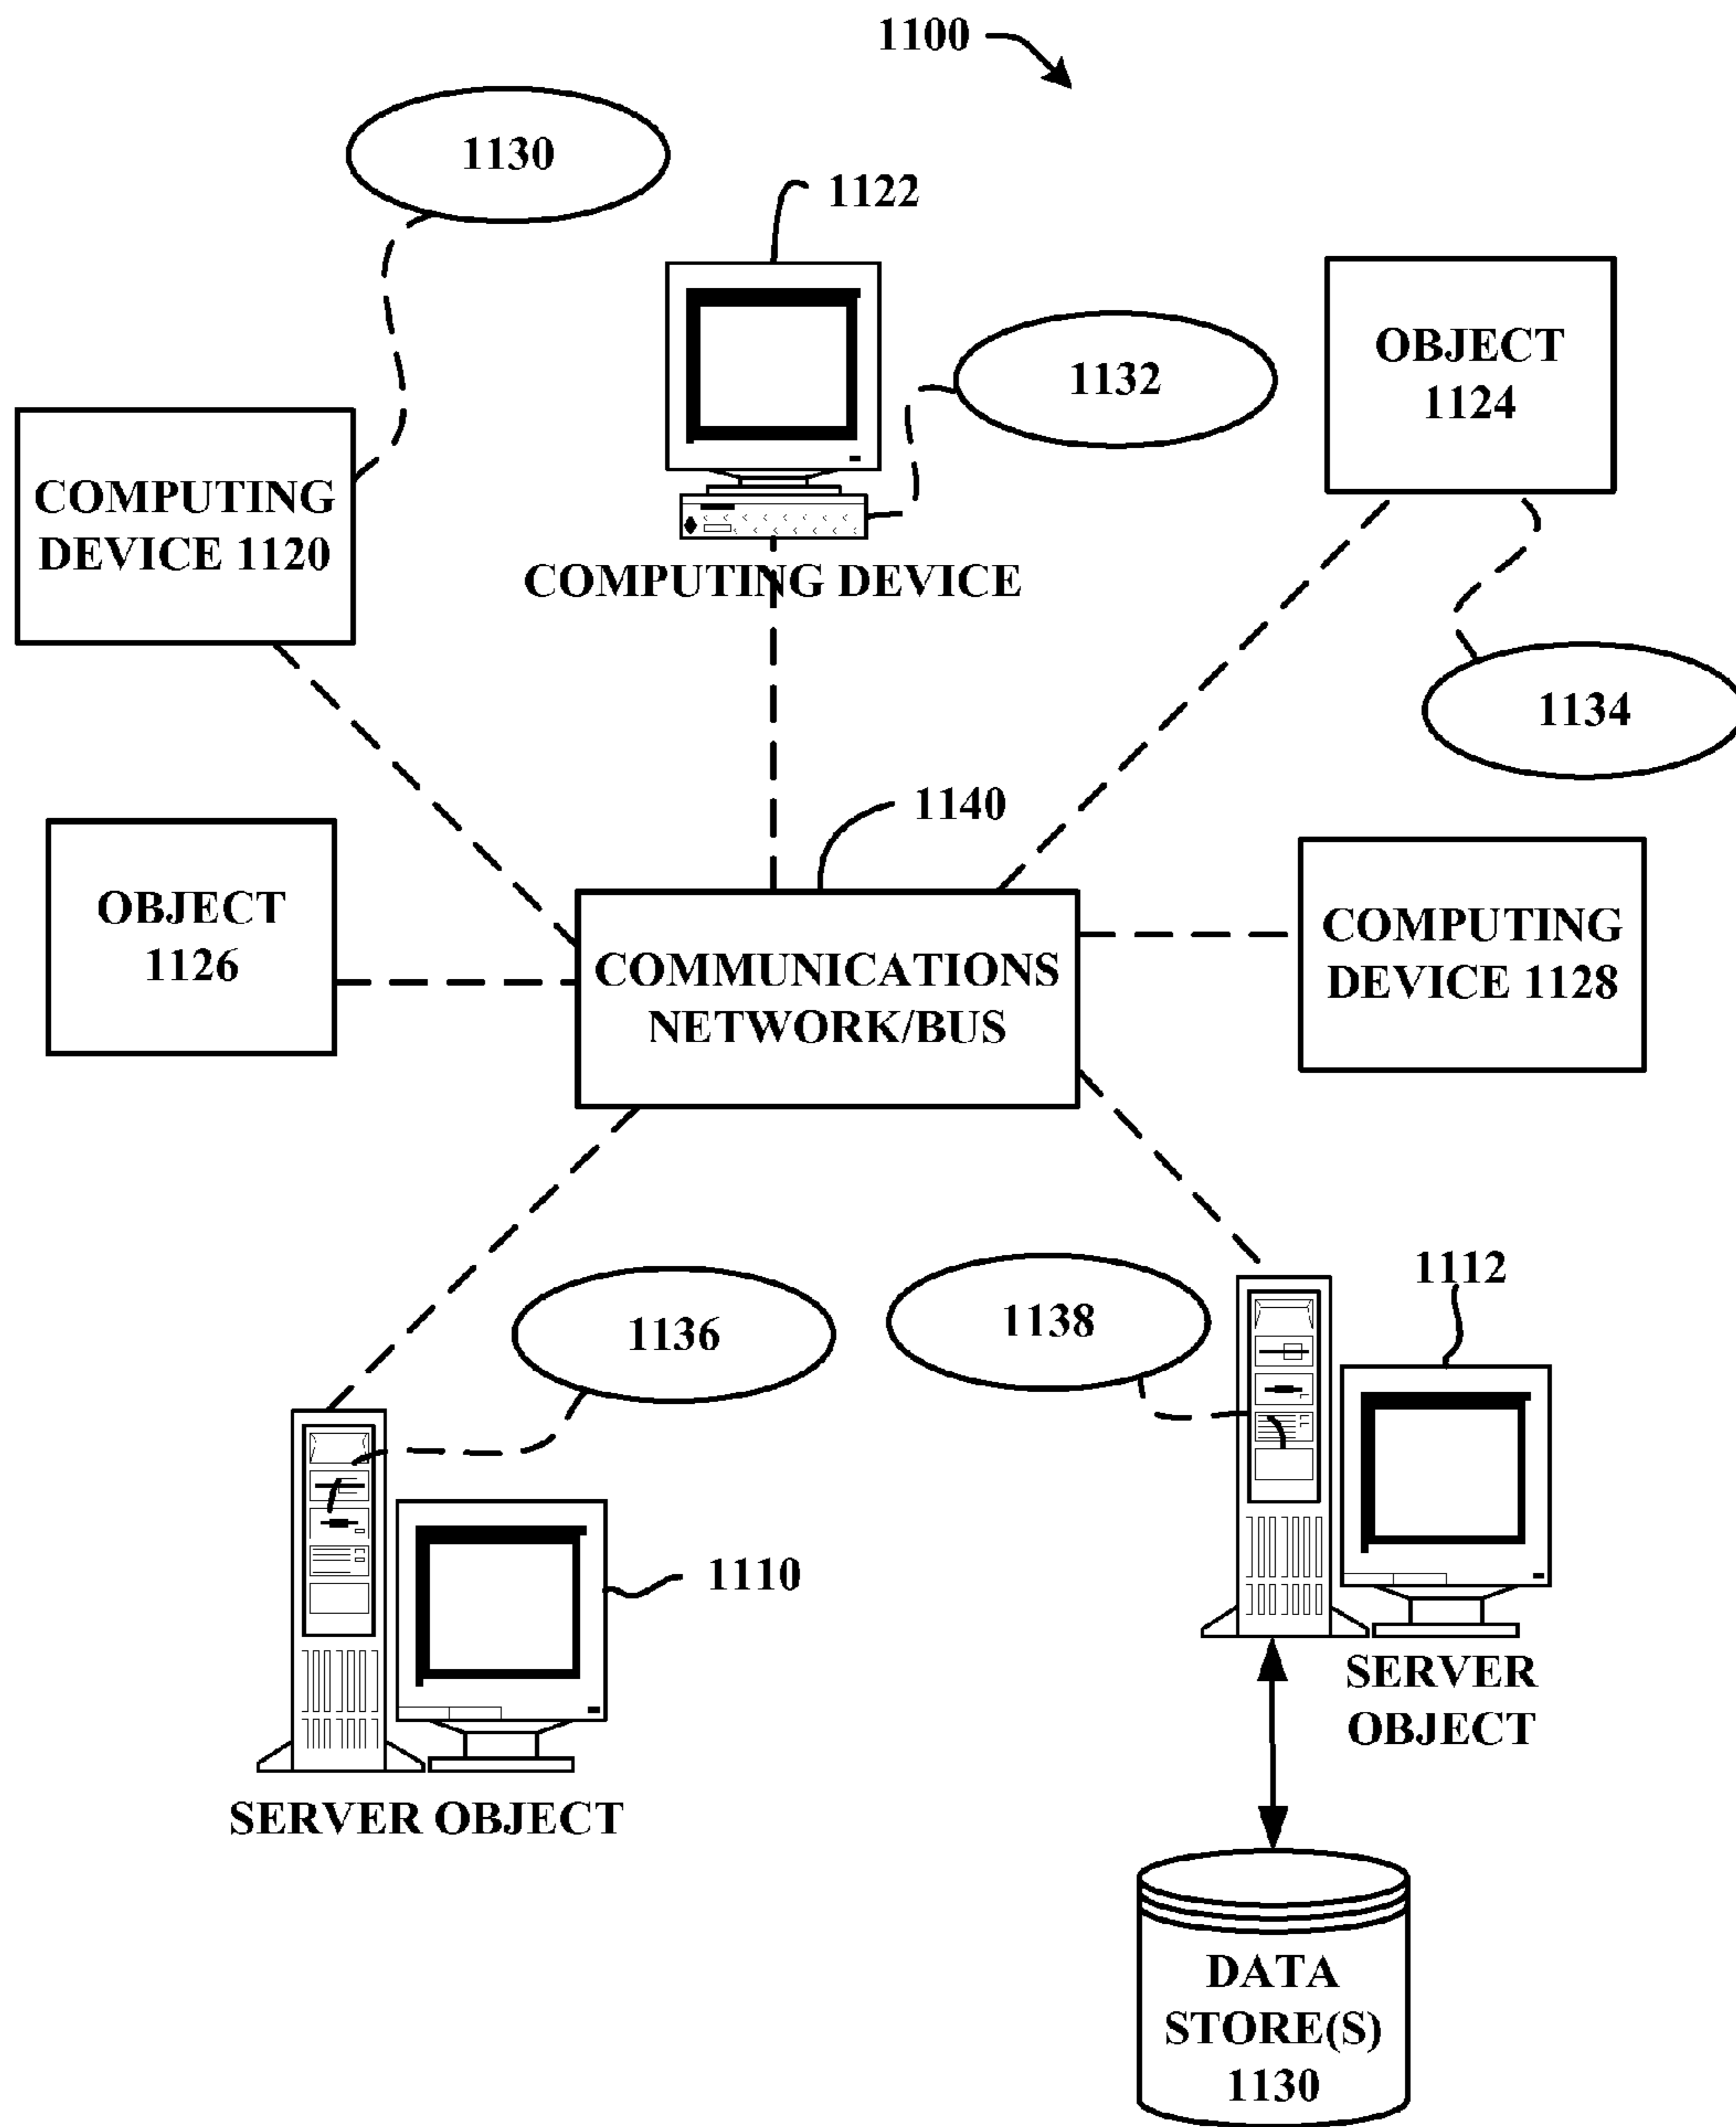 1100
1130
1122
1132
OBJECT
1124
COMPUTING
DEVICE 1120
COMPUTING DEVICE
1134
1140
OBJECT
1126
COMMUNICATIONS
NETWORK/BUS
COMPUTING
DEVICE 1128
1136
1138
1112
1110
SERVER
OBJECT
SERVER OBJECT
DATA
STORE(S)
1130